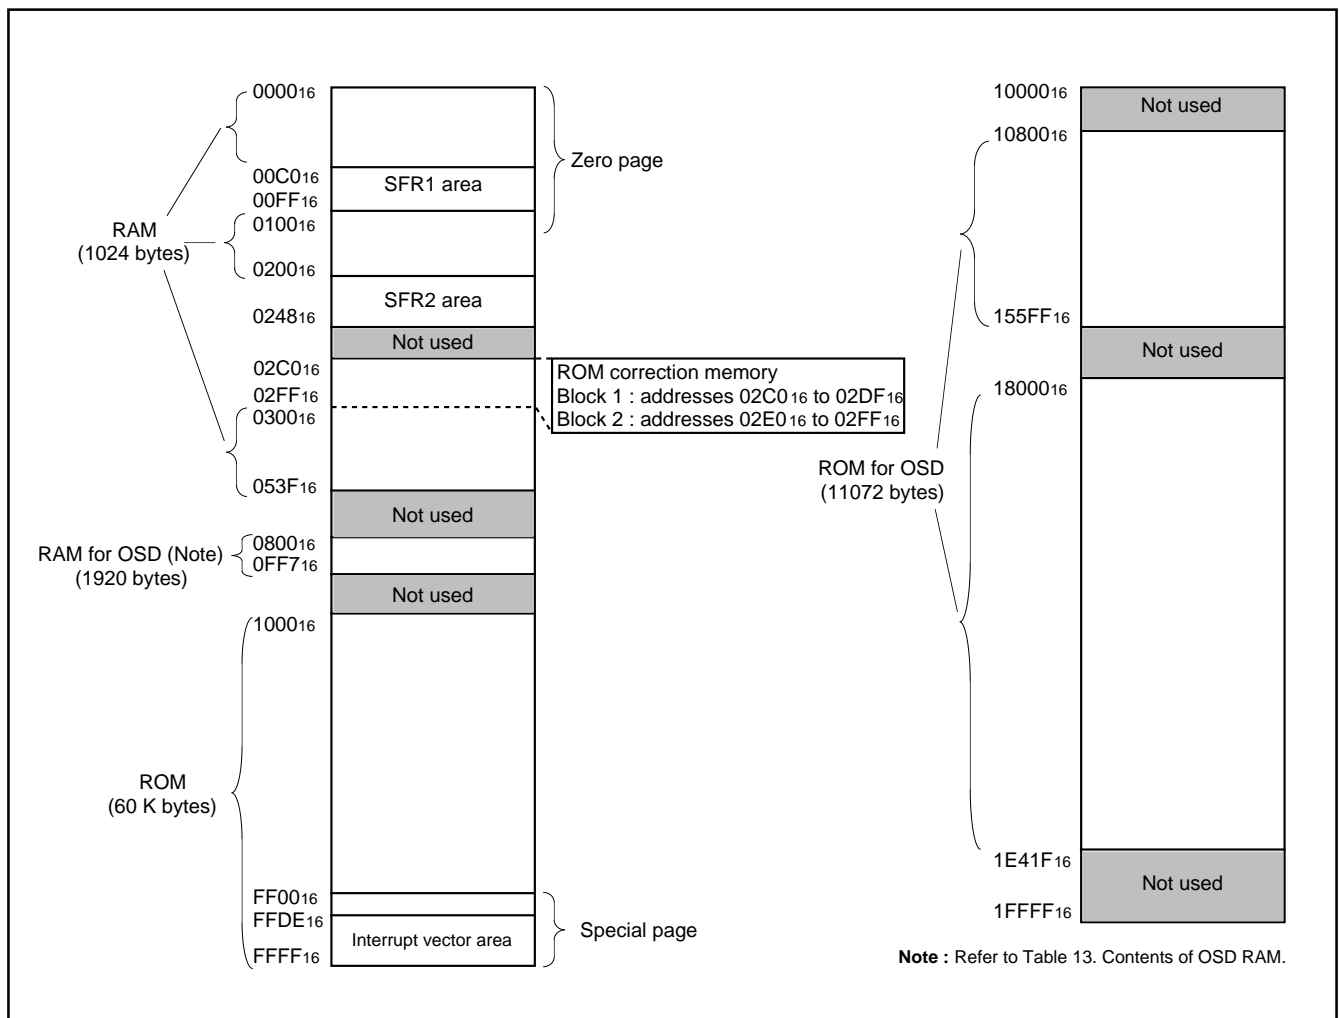 0000₁₆
00C0₁₆
SFR1 area
00FF₁₆
Zero page
0100₁₆
RAM
(1024 bytes)
0200₁₆
SFR2 area
0248₁₆
Not used
02C0₁₆
02FF₁₆
0300₁₆
ROM correction memory
Block 1 : addresses 02C0₁₆ to 02DF₁₆
Block 2 : addresses 02E0₁₆ to 02FF₁₆
053F₁₆
Not used
0800₁₆
RAM for OSD (Note)
(1920 bytes)
0FF7₁₆
Not used
1000₁₆
ROM
(60 K bytes)
FF00₁₆
FFDE₁₆
Interrupt vector area
FFFF₁₆
Special page
10000₁₆
Not used
10800₁₆
155FF₁₆
Not used
18000₁₆
ROM for OSD
(11072 bytes)
1E41F₁₆
Not used
1FFFF₁₆
Note : Refer to Table 13. Contents of OSD RAM.